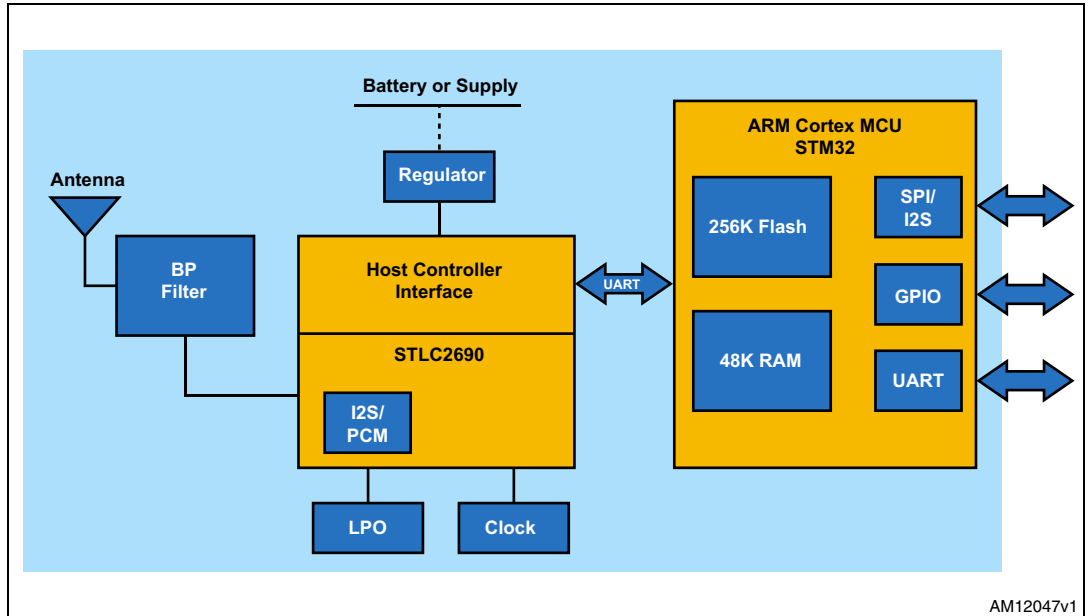 Battery or Supply
ARM Cortex MCU
STM32
Antenna
Regulator
SPI/
I2S
256K Flash
BP
Filter
Host Controller
Interface
UART
GPIO
STLC2690
48K RAM
UART
I2S/
PCM
LPO
Clock
AM12047v1